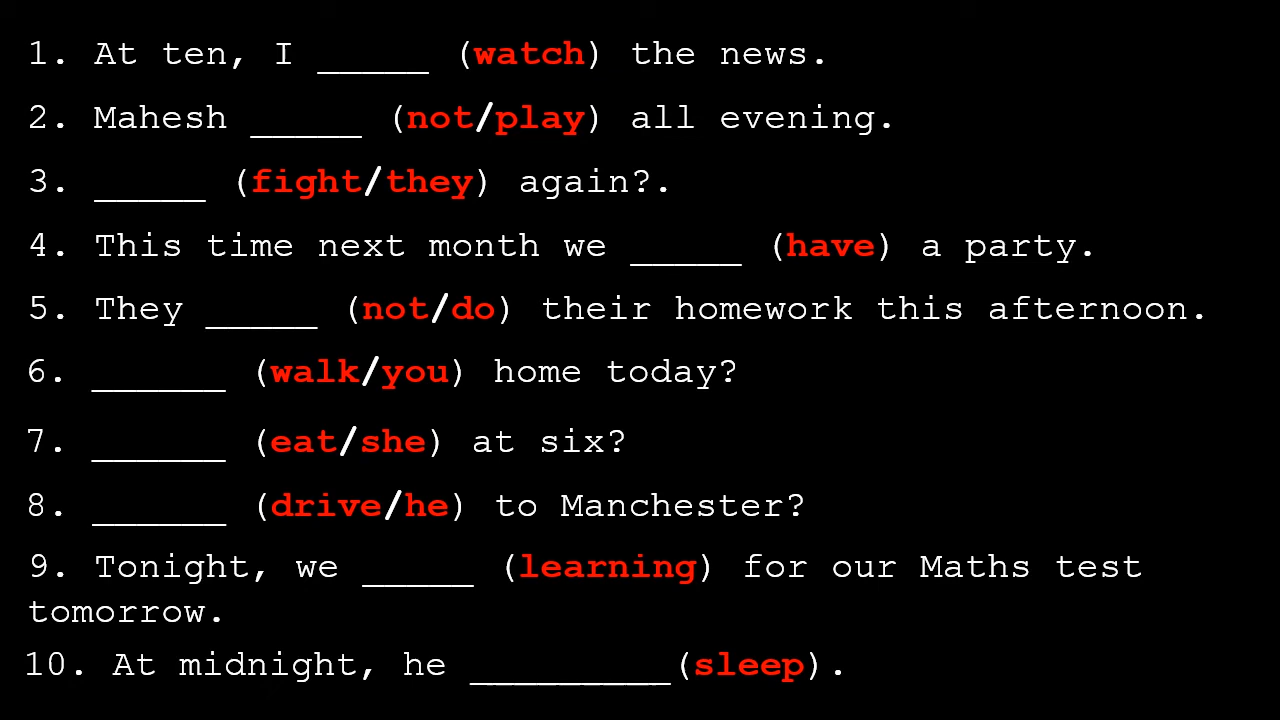 1. At ten, I _____ (watch) the news.
2. Mahesh _____ (not/play) all evening.
3. _____ (fight/they) again?.
4. This time next month we _____ (have) a party.
5. They _____ (not/do) their homework this afternoon.
6. ______ (walk/you) home today?
7. ______ (eat/she) at six?
8. ______ (drive/he) to Manchester?
9. Tonight, we _____ (learning) for our Maths test
tomorrow.
10. At midnight, he _________(sleep).